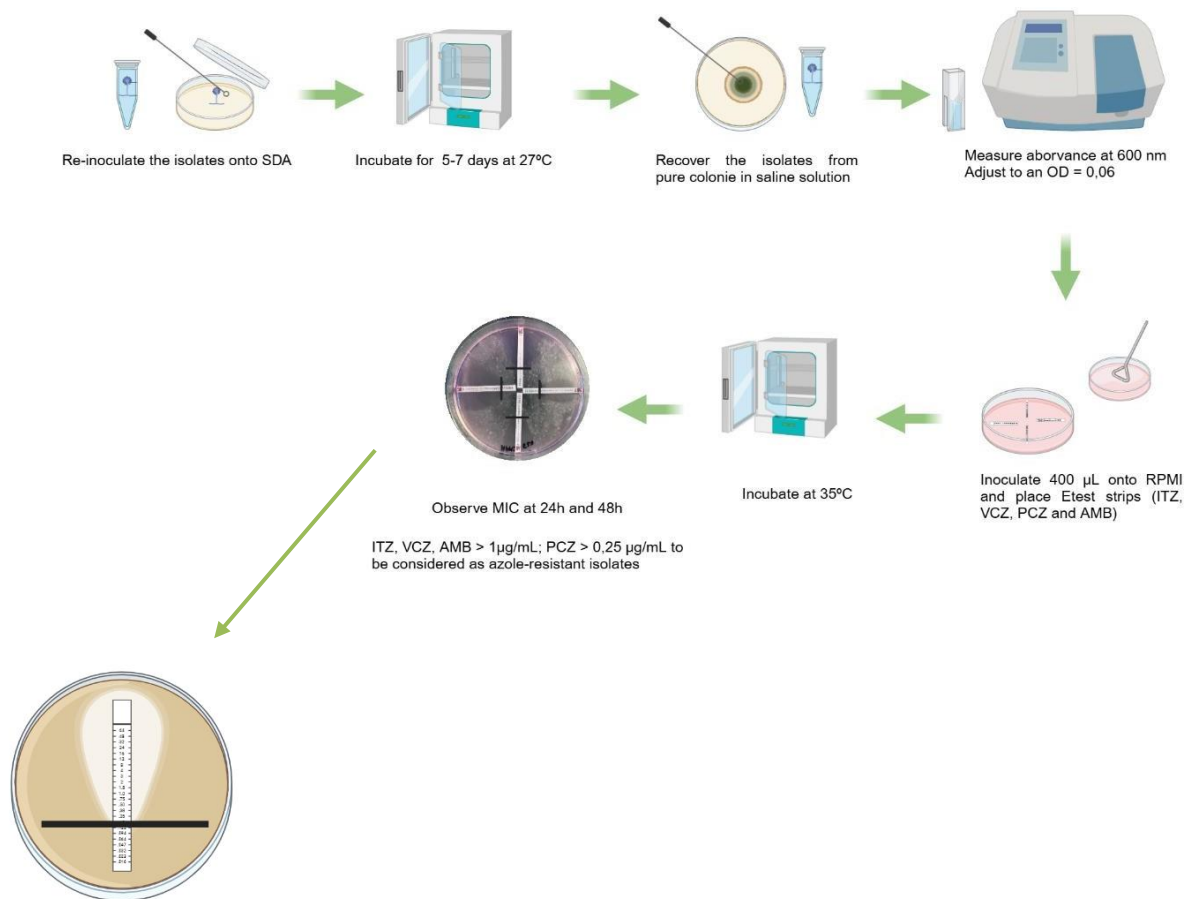 Re-inoculate the isolates onto SDA
Incubate for 5-7 days at 27ºC
Recover the isolates from
pure colonie in saline solution
Measure aborvance at 600 nm
Adjust to an OD = 0,06
Inoculate 400 µL onto RPMI
and place Etest strips (ITZ,
VCZ, PCZ and AMB)
Incubate at 35ºC
Observe MIC at 24h and 48h
ITZ, VCZ, AMB > 1µg/mL; PCZ > 0,25 µg/mL to
be considered as azole-resistant isolates